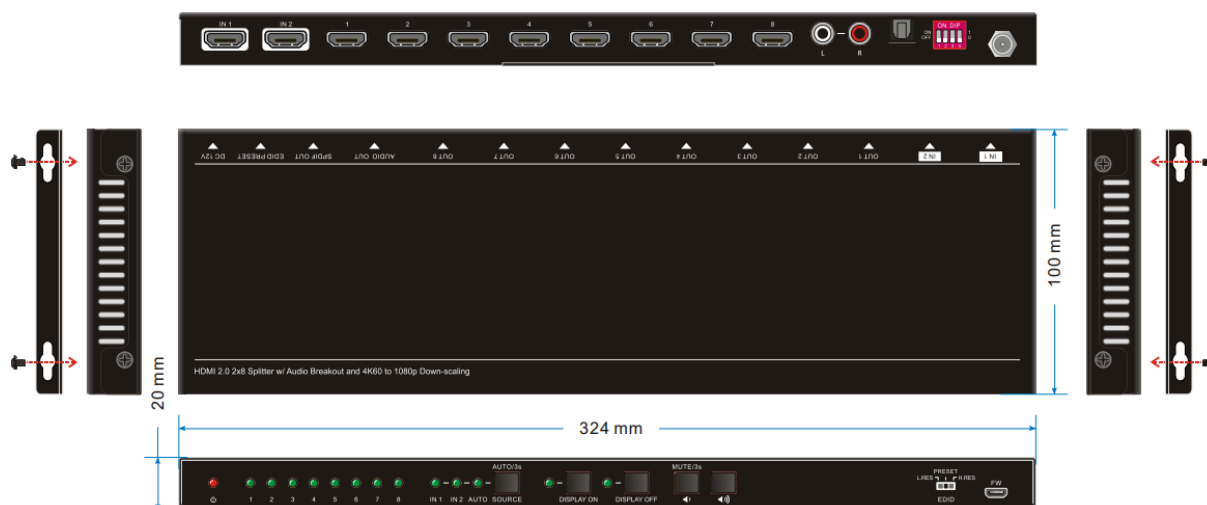 IN 1 IN 2 1 2 3 4 5 6 7 8
ON DIP
ON 1
OFF 0
1 2 3 4
L R
DC 12V EDID PRESET SPDIF OUT AUDIO OUT OUT 8 OUT 7 OUT 6 OUT 5 OUT 4 OUT 3 OUT 2 OUT 1 IN 2 IN 1
100 mm
HDMI 2.0 2x8 Splitter w/ Audio Breakout and 4K60 to 1080p Down-scaling
20 mm
324 mm
AUTO/3s MUTE/3s
PRESET
L.RES H.RES
FW
1 2 3 4 5 6 7 8 IN 1 IN 2 AUTO SOURCE DISPLAY ON DISPLAY OFF EDID